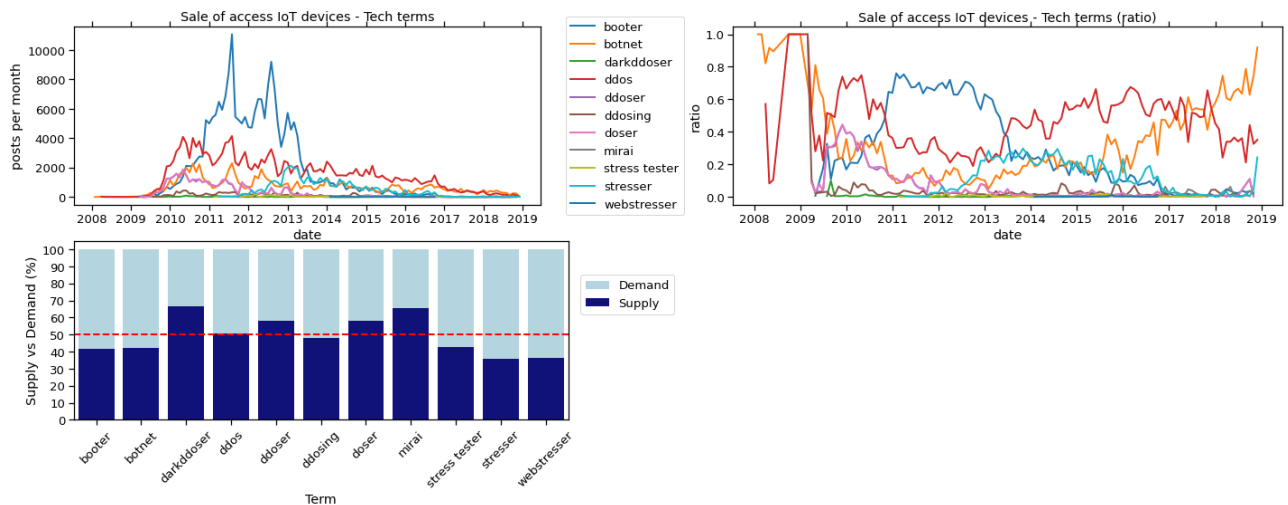 Sale of access IoT devices - Tech terms
posts per month
10000
8000
6000
4000
2000
0
2008 2009 2010 2011 2012 2013 2014 2015 2016 2017 2018 2019
date
booter
botnet
darkddoser
ddos
ddoser
ddosing
doser
mirai
stress tester
stresser
webstresser
Sale of access IoT devices - Tech terms (ratio)
ratio
1.0
0.8
0.6
0.4
0.2
0.0
2008 2009 2010 2011 2012 2013 2014 2015 2016 2017 2018 2019
date
Supply vs Demand (%)
100
90
80
70
60
50
40
30
20
10
0
booter
botnet
darkddoser
ddos
ddoser
ddosing
doser
mirai
stress tester
stresser
webstresser
Term
Demand
Supply